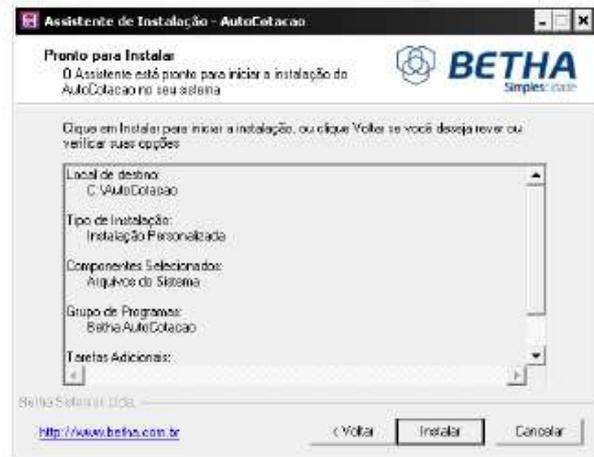 Assistente de Instalação - AutoCotacao
Pronto para Instalar
O Assistente está pronto para iniciar a instalação do
AutoCotacao no seu sistema
BETHA
Simplescidade
Clique em Instalar para iniciar a instalação, ou clique Voltar se você deseja rever ou
verificar suas opções
Local de destino:
C:\AutoCotacao
Tipo de Instalação:
Instalação Personalizada
Componentes Selecionados:
Arquivos do Sistema
Grupo de Programas:
Betha AutoCotacao
Tarefas Adicionais:
Betha Sistemas Ltda.
http://www.betha.com.br
< Voltar
Instalar
Cancelar